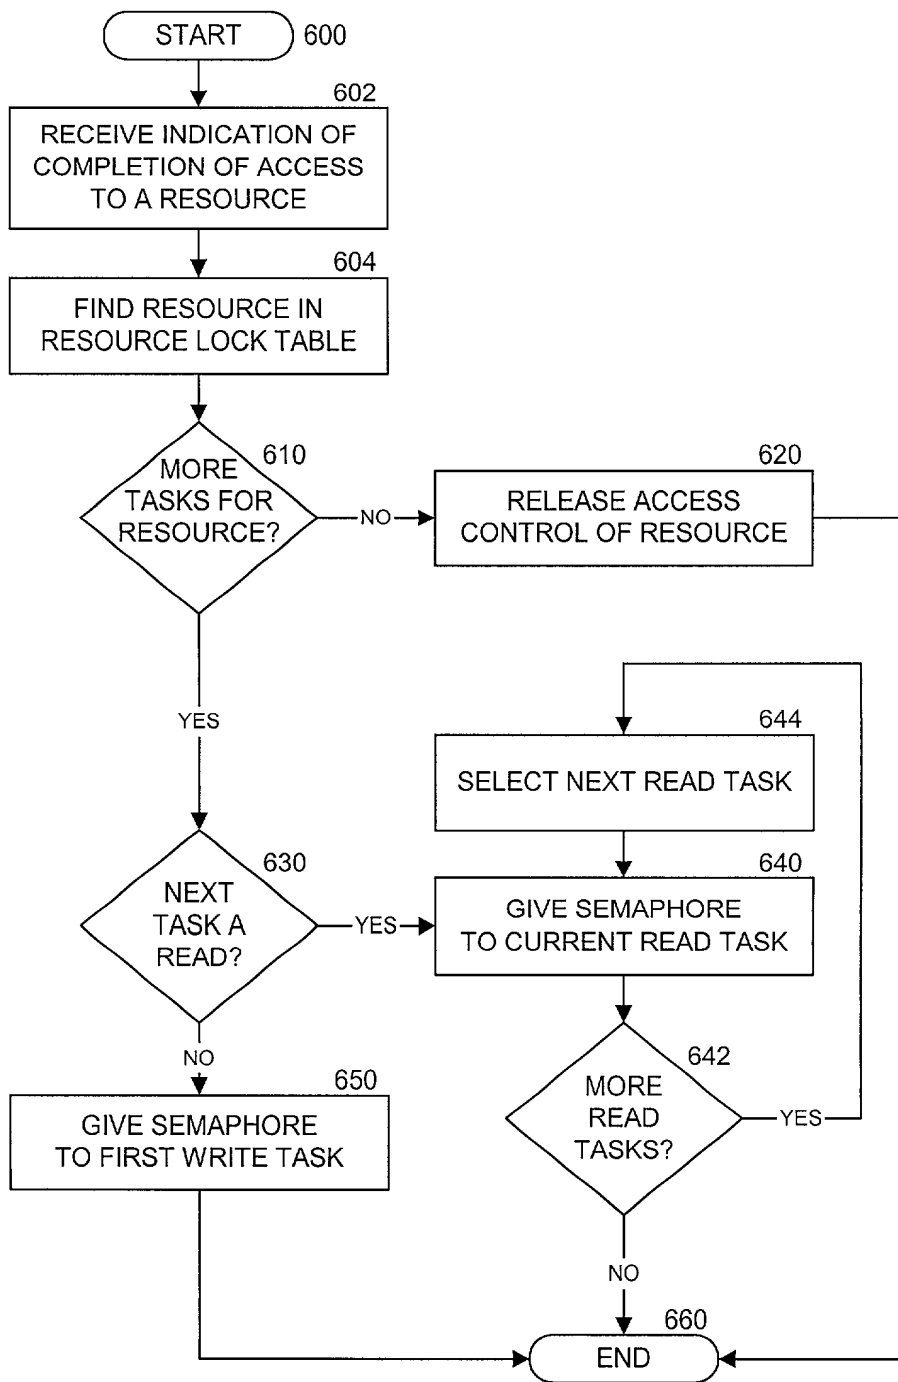 START
600
602
RECEIVE INDICATION OF
COMPLETION OF ACCESS
TO A RESOURCE
604
FIND RESOURCE IN
RESOURCE LOCK TABLE
610
MORE
TASKS FOR
RESOURCE?
NO
620
RELEASE ACCESS
CONTROL OF RESOURCE
YES
644
SELECT NEXT READ TASK
630
NEXT
TASK A
READ?
YES
640
GIVE SEMAPHORE
TO CURRENT READ TASK
NO
642
MORE
READ
TASKS?
YES
650
GIVE SEMAPHORE
TO FIRST WRITE TASK
NO
660
END